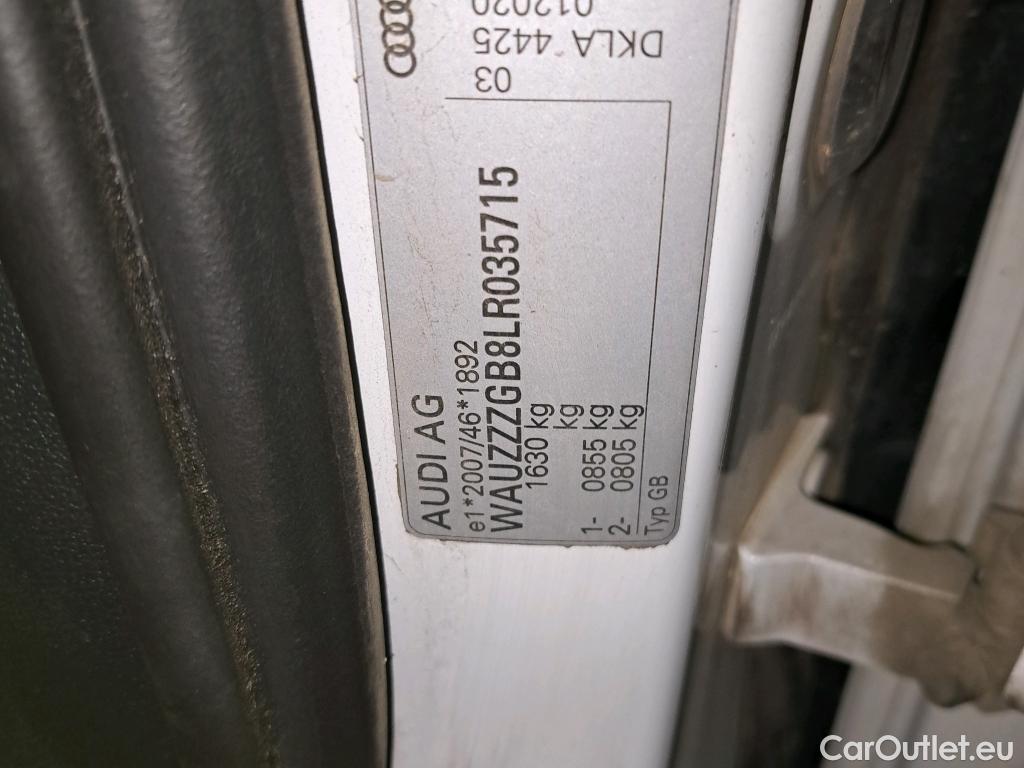 AUDI AG
e1*2007/46*1892
WAUZZZGB8LR035715
1630 kg
kg
1- 0855 kg
2- 0805 kg
Typ GB
03
DKLA 4425
012020
CarOutlet.eu